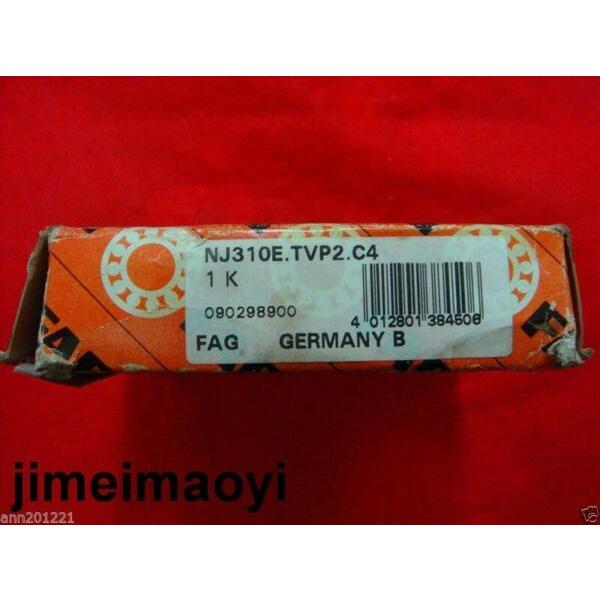 NJ310E.TVP2.C4
1 K
090298900
4 012801 384506
FAG GERMANY B
jimeimaoyi
ann201221